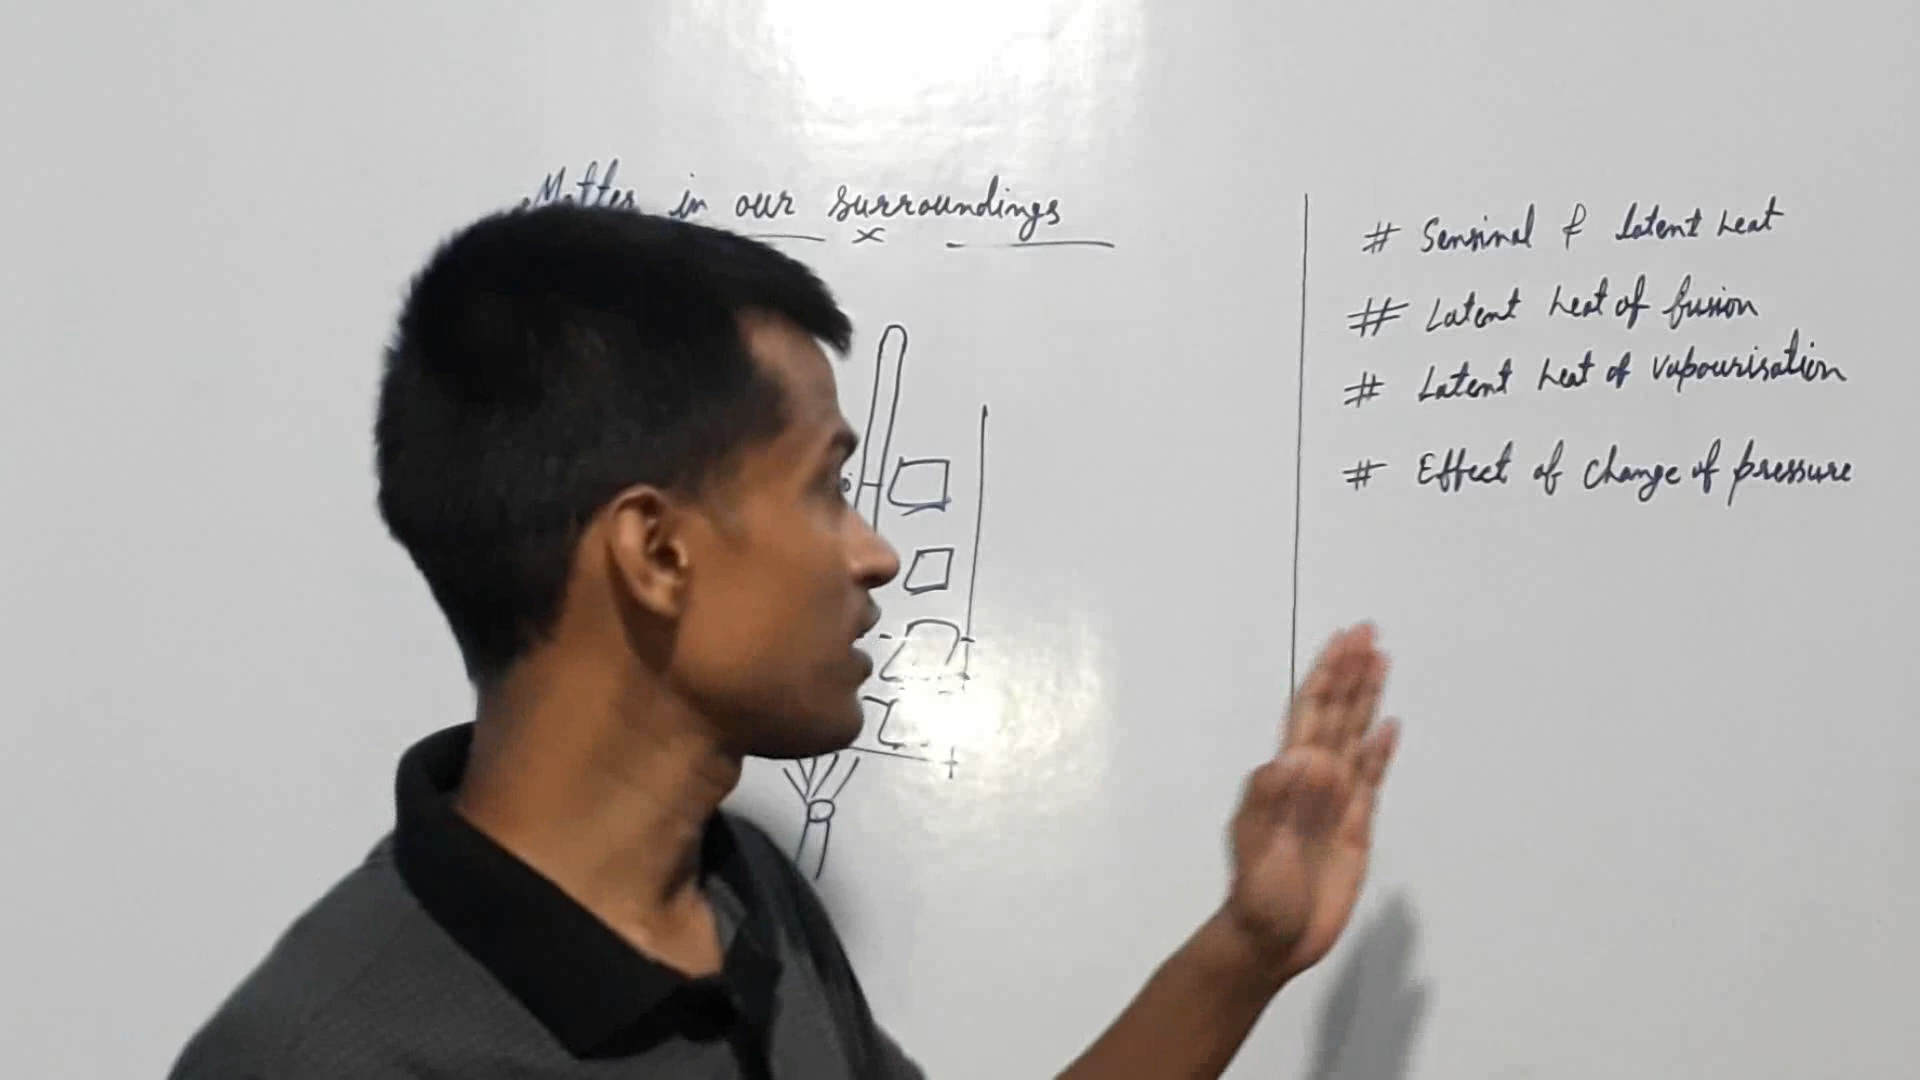 Matter in our surroundings
# Sensinal & latent heat
# Latent heat of fusion
# Latent heat of vapourisation
# Effect of change of pressure